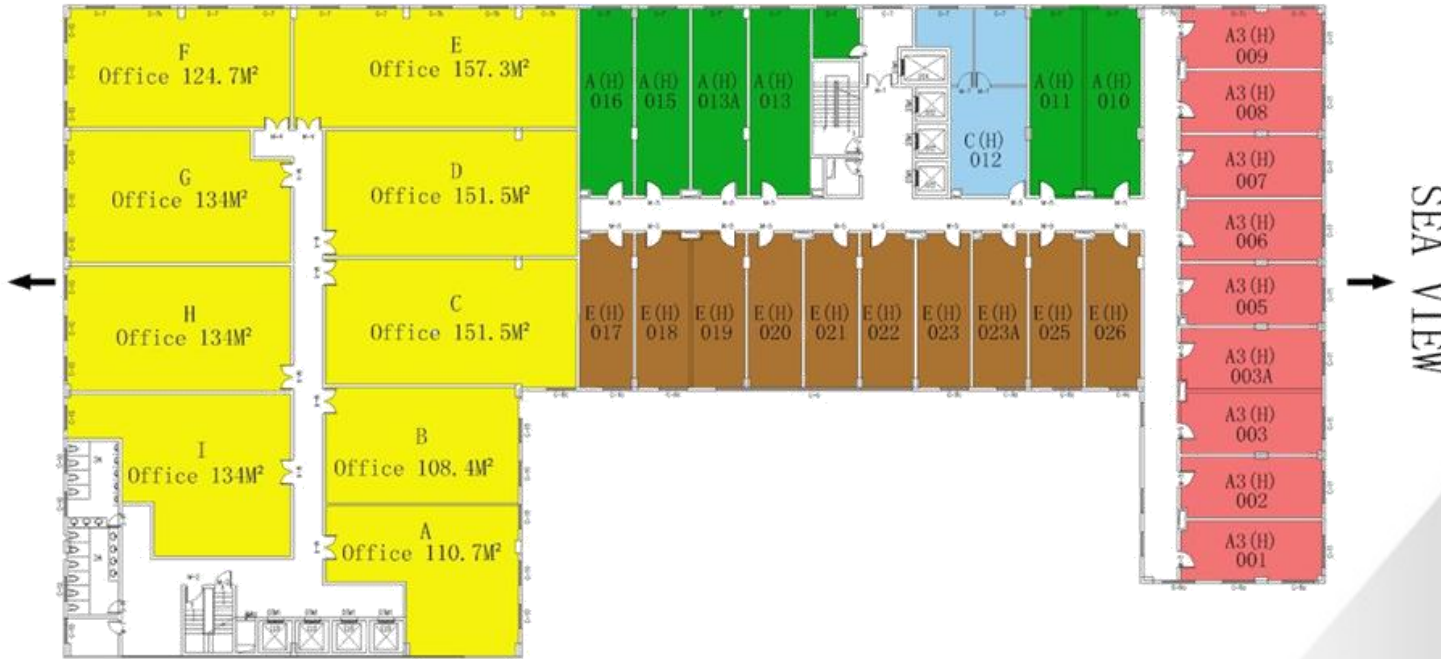 F
Office 124.7M²
E
Office 157.3M²
G
Office 134M²
D
Office 151.5M²
H
Office 134M²
C
Office 151.5M²
I
Office 134M²
B
Office 108.4M²
A
Office 110.7M²
A(H)
016
A(H)
015
A(H)
013A
A(H)
013
C(H)
012
A(H)
011
A(H)
010
E(H)
017
E(H)
018
E(H)
019
E(H)
020
E(H)
021
E(H)
022
E(H)
023
E(H)
023A
E(H)
025
E(H)
026
A3(H)
009
A3(H)
008
A3(H)
007
A3(H)
006
A3(H)
005
A3(H)
003A
A3(H)
003
A3(H)
002
A3(H)
001
SEA VIEW